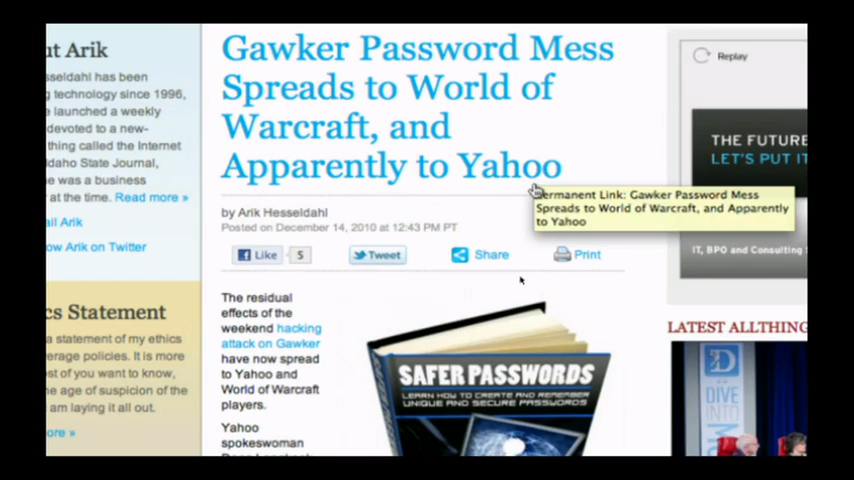 ut Arik
sseldahl has been
g technology since 1996,
e launched a weekly
devoted to a new-
thing called the Internet
daho State Journal,
e was a business
at the time. Read more »
ail Arik
ow Arik on Twitter
cs Statement
a statement of my ethics
verage policies. It is more
ost of you want to know,
he age of suspicion of the
am laying it all out.
ore »
Gawker Password Mess
Spreads to World of
Warcraft, and
Apparently to Yahoo
by Arik Hesseldahl
Posted on December 14, 2010 at 12:43 PM PT
Like 5 Tweet Share Print
ermanent Link: Gawker Password Mess
Spreads to World of Warcraft, and Apparently
to Yahoo
The residual
effects of the
weekend hacking
attack on Gawker
have now spread
to Yahoo and
World of Warcraft
players.
Yahoo
spokeswoman
SAFER PASSWORDS
LEARN HOW TO CREATE AND REMEMBER
UNIQUE AND SECURE PASSWORDS
Replay
THE FUTURE
LET'S PUT IT
IT, BPO and Consulting
LATEST ALLTHING
D
DIVE
INTO